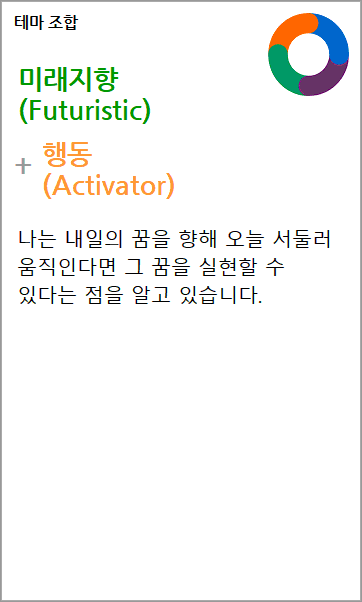 테마 조합
미래지향
(Futuristic)
+ 행동
(Activator)
나는 내일의 꿈을 향해 오늘 서둘러
움직인다면 그 꿈을 실현할 수
있다는 점을 알고 있습니다.